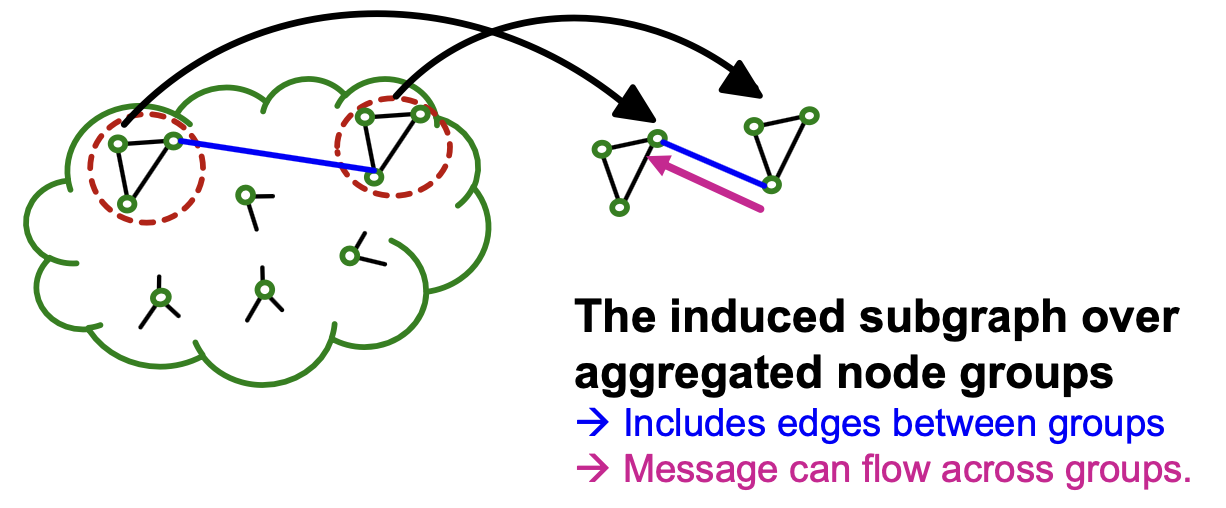 The induced subgraph over
aggregated node groups
→ Includes edges between groups
→ Message can flow across groups.